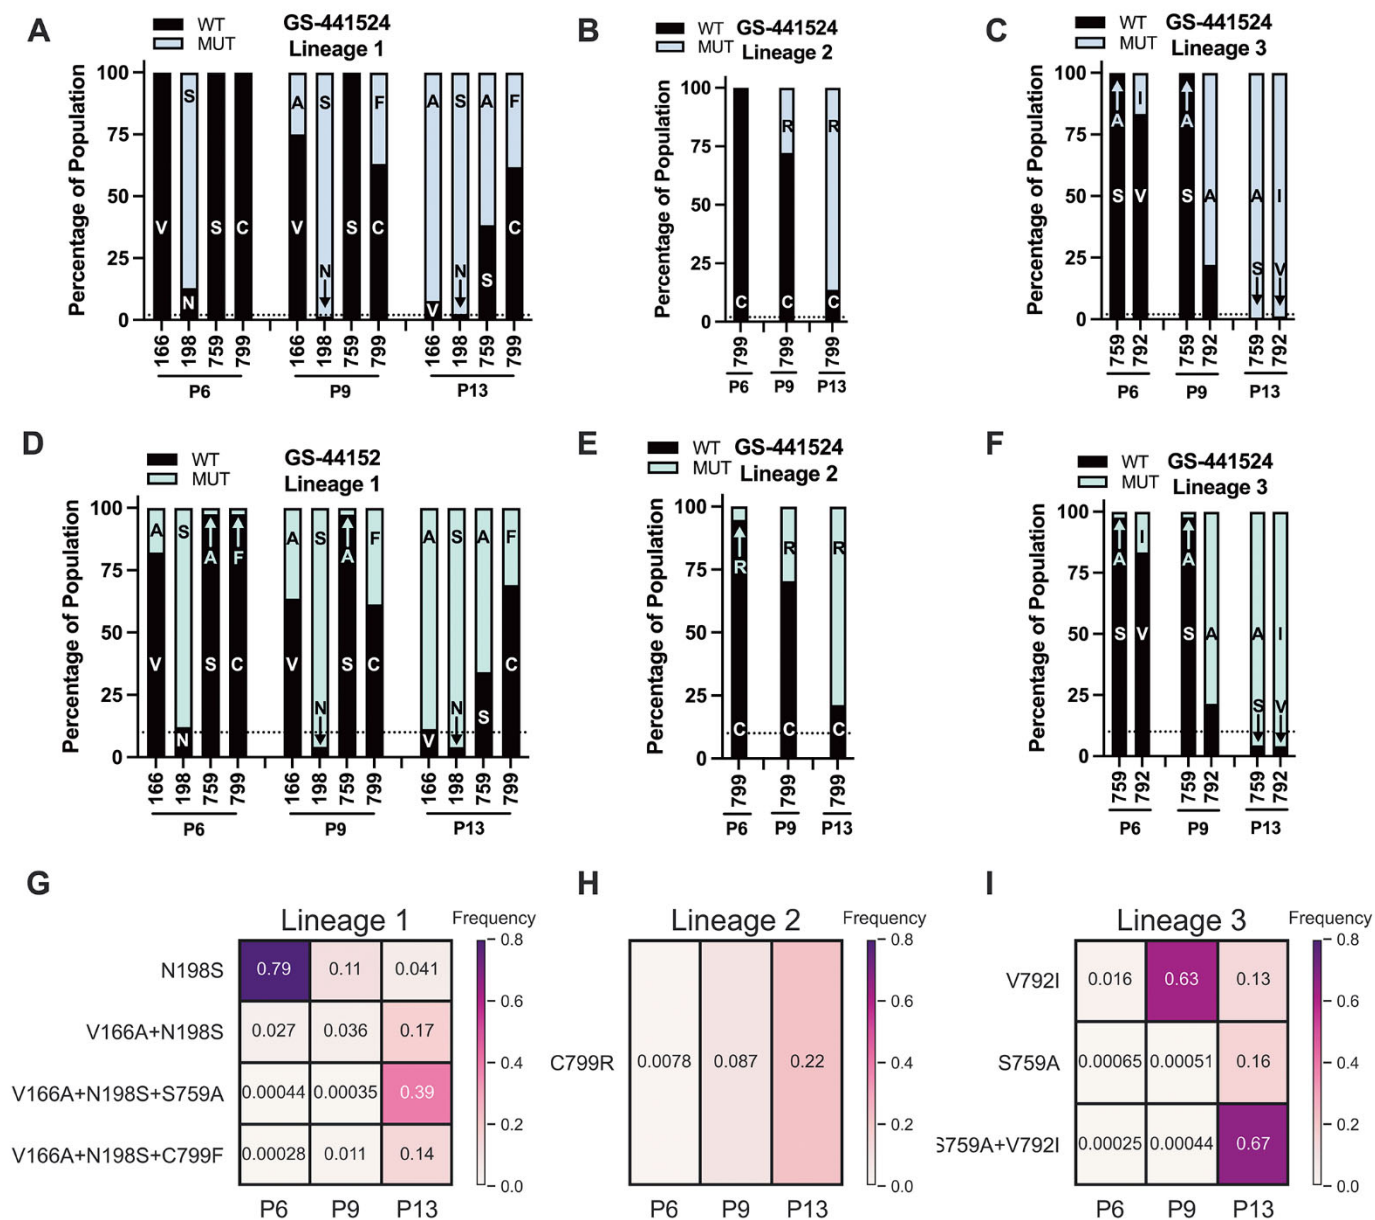 A
WT
MUT
GS-441524
Lineage 1
Percentage of Population
100
75
50
25
0
V
S
N
S
C
A
V
S
N
S
F
C
A
V
S
N
A
S
F
C
166
198
759
799
166
198
759
799
166
198
759
799
P6
P9
P13
B
WT
MUT
GS-441524
Lineage 2
Percentage of Population
100
75
50
25
0
C
R
C
R
C
799
799
799
P6
P9
P13
C
WT
MUT
GS-441524
Lineage 3
Percentage of Population
100
75
50
25
0
A
S
I
V
A
S
A
A
S
I
V
759
792
759
792
759
792
P6
P9
P13
D
WT
MUT
GS-44152
Lineage 1
Percentage of Population
100
75
50
25
0
A
V
S
N
A
S
F
C
A
V
S
N
A
S
F
C
A
V
S
N
A
S
F
C
166
198
759
799
166
198
759
799
166
198
759
799
P6
P9
P13
E
WT
MUT
GS-441524
Lineage 2
Percentage of Population
100
75
50
25
0
R
C
R
C
R
C
799
799
799
P6
P9
P13
F
WT
MUT
GS-441524
Lineage 3
Percentage of Population
100
75
50
25
0
A
S
I
V
A
S
A
A
S
I
V
759
792
759
792
759
792
P6
P9
P13
G
Lineage 1
Frequency
N198S 0.79 0.11 0.041
V166A+N198S 0.027 0.036 0.17
V166A+N198S+S759A 0.00044 0.00035 0.39
V166A+N198S+C799F 0.00028 0.011 0.14
P6 P9 P13
0.8
0.6
0.4
0.2
0.0
H
Lineage 2
Frequency
C799R 0.0078 0.087 0.22
P6 P9 P13
0.8
0.6
0.4
0.2
0.0
I
Lineage 3
Frequency
V792I 0.016 0.63 0.13
S759A 0.00065 0.00051 0.16
S759A+V792I 0.00025 0.00044 0.67
P6 P9 P13
0.8
0.6
0.4
0.2
0.0